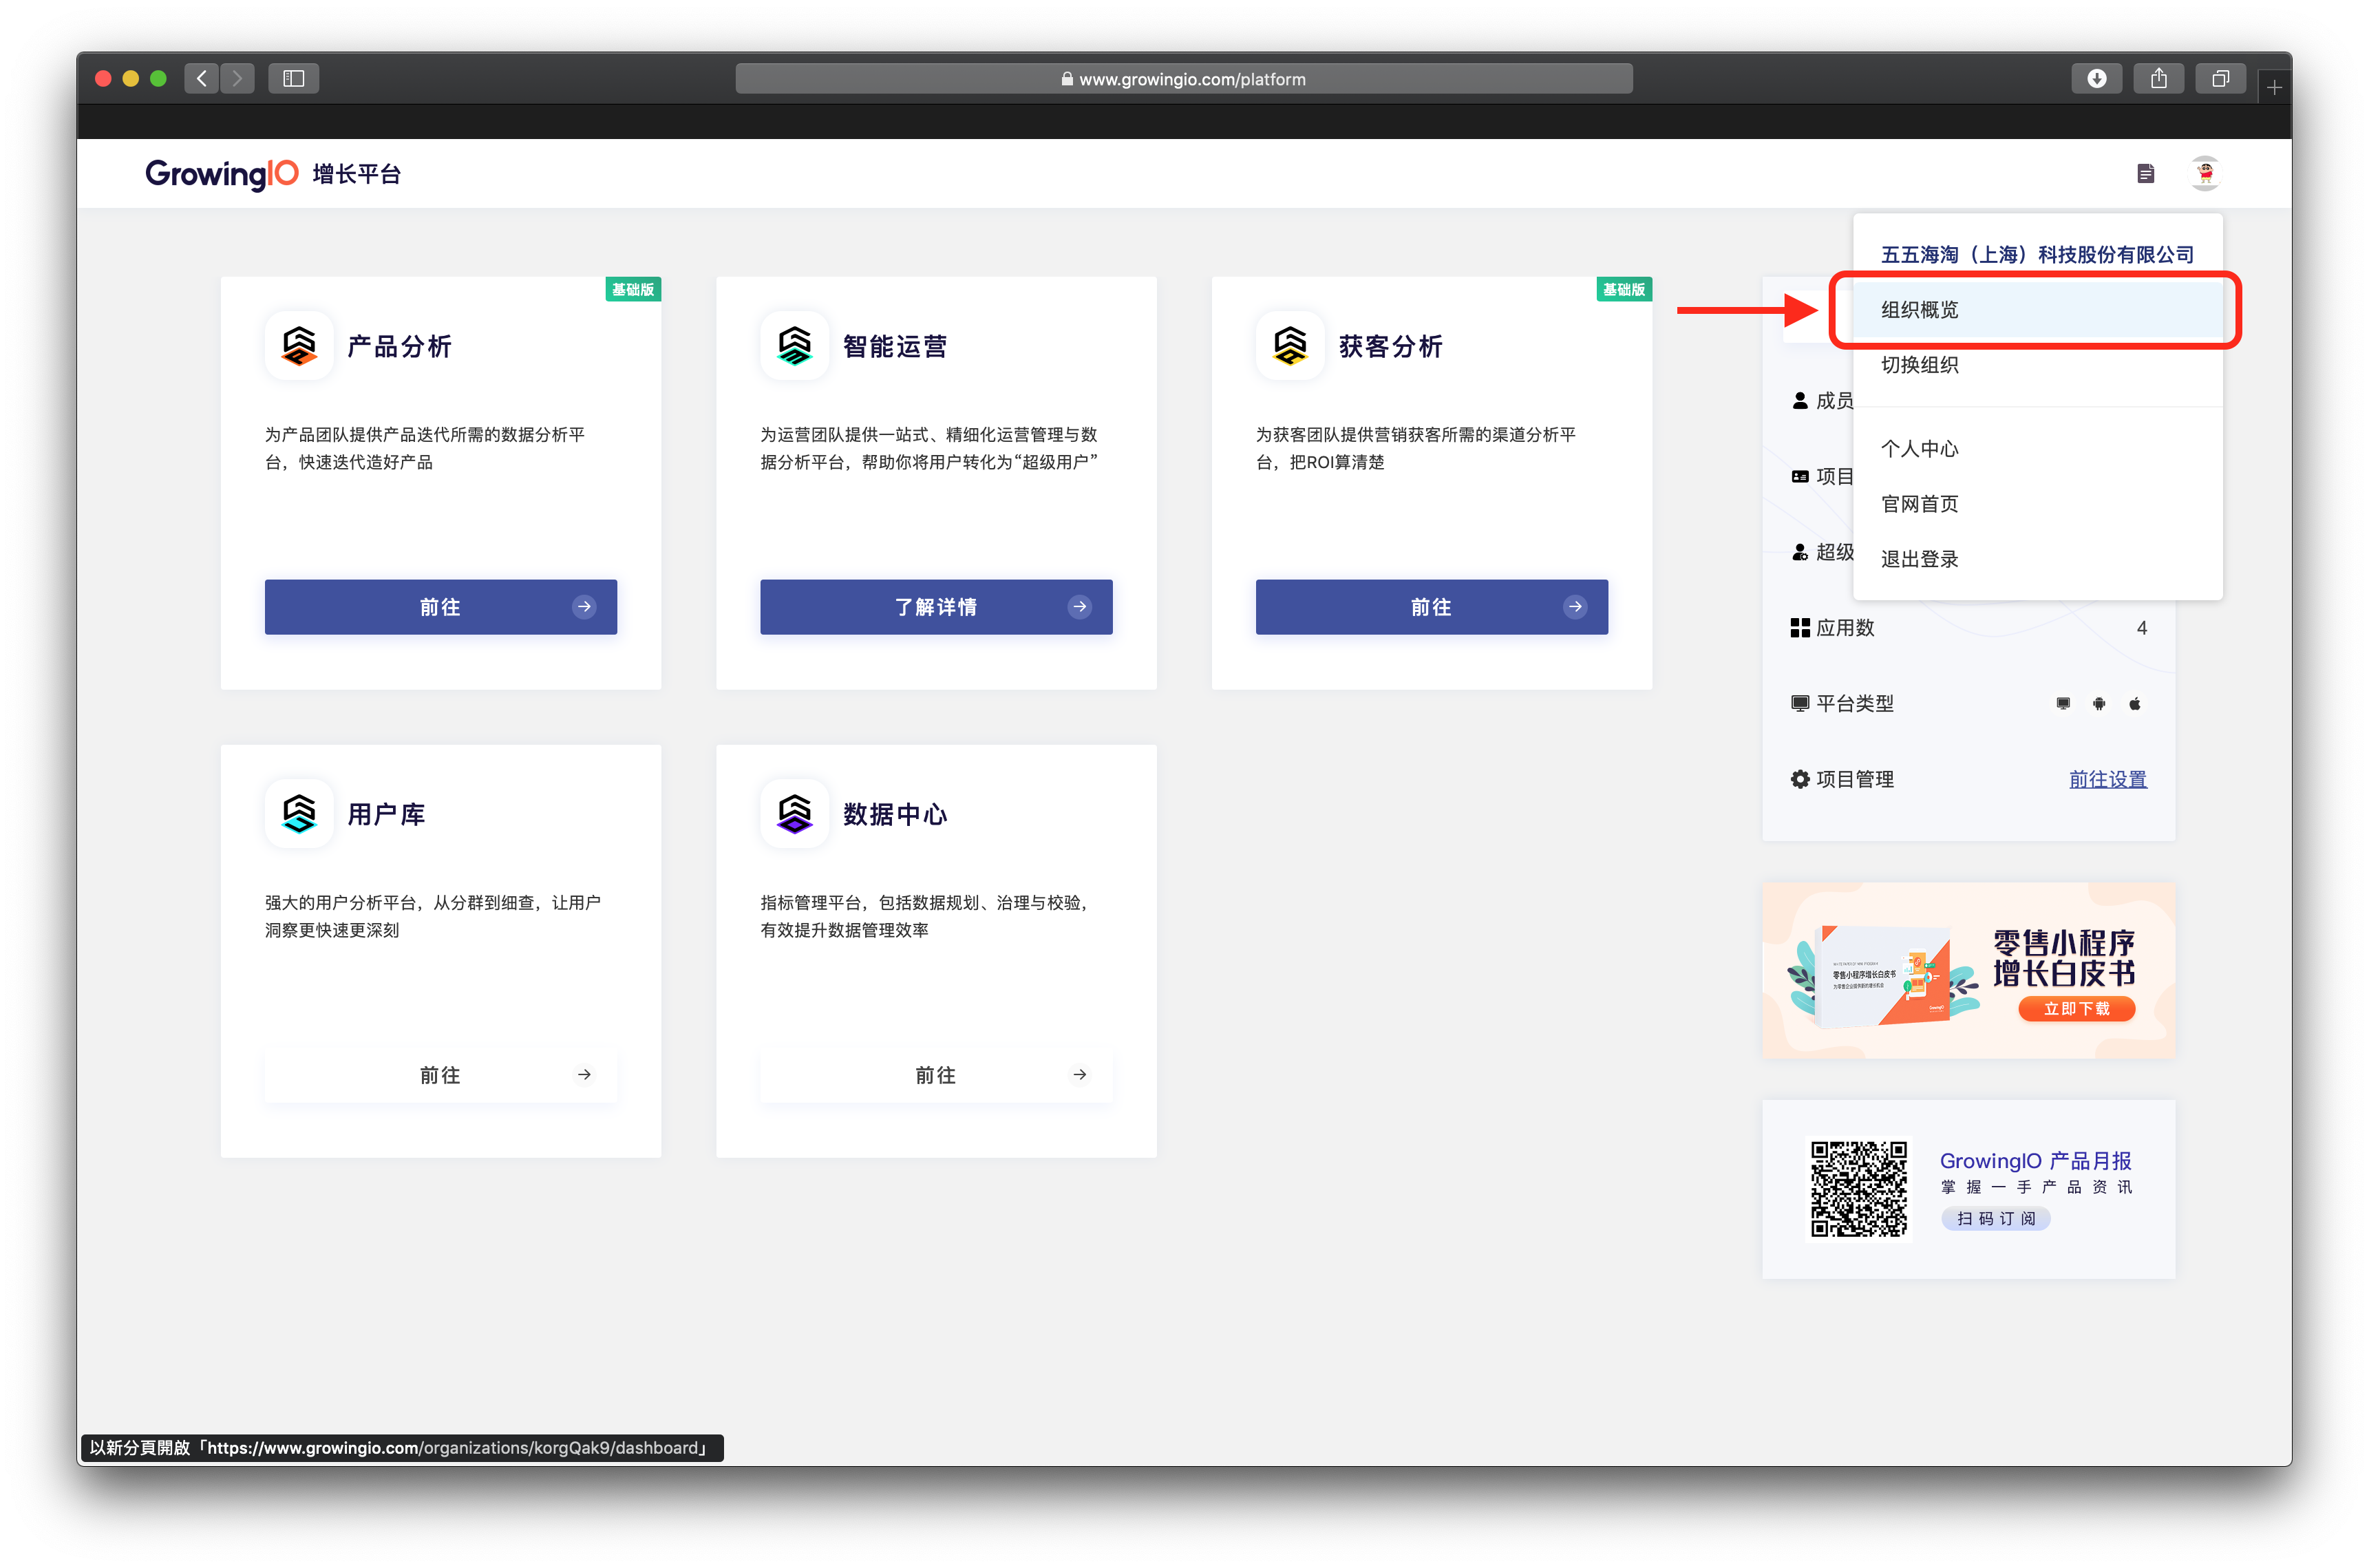 www.growingio.com/platform
GrowingIO 增长平台
五五海淘（上海）科技股份有限公司
组织概览
切换组织
个人中心
官网首页
退出登录
基础版
产品分析
为产品团队提供产品迭代所需的数据分析平
台，快速迭代造好产品
前往
智能运营
为运营团队提供一站式、精细化运营管理与数
据分析平台，帮助你将用户转化为“超级用户”
了解详情
基础版
获客分析
为获客团队提供营销获客所需的渠道分析平
台，把ROI算清楚
前往
成员
项目
超级
应用数 4
平台类型
项目管理 前往设置
用户库
强大的用户分析平台，从分群到细查，让用户
洞察更快速更深刻
前往
数据中心
指标管理平台，包括数据规划、治理与校验，
有效提升数据管理效率
前往
零售小程序增长白皮书
零售小程序
增长白皮书
立即下载
GrowingIO 产品月报
掌握一手产品资讯
扫码订阅
以新分頁開啟「https://www.growingio.com/organizations/korgQak9/dashboard」